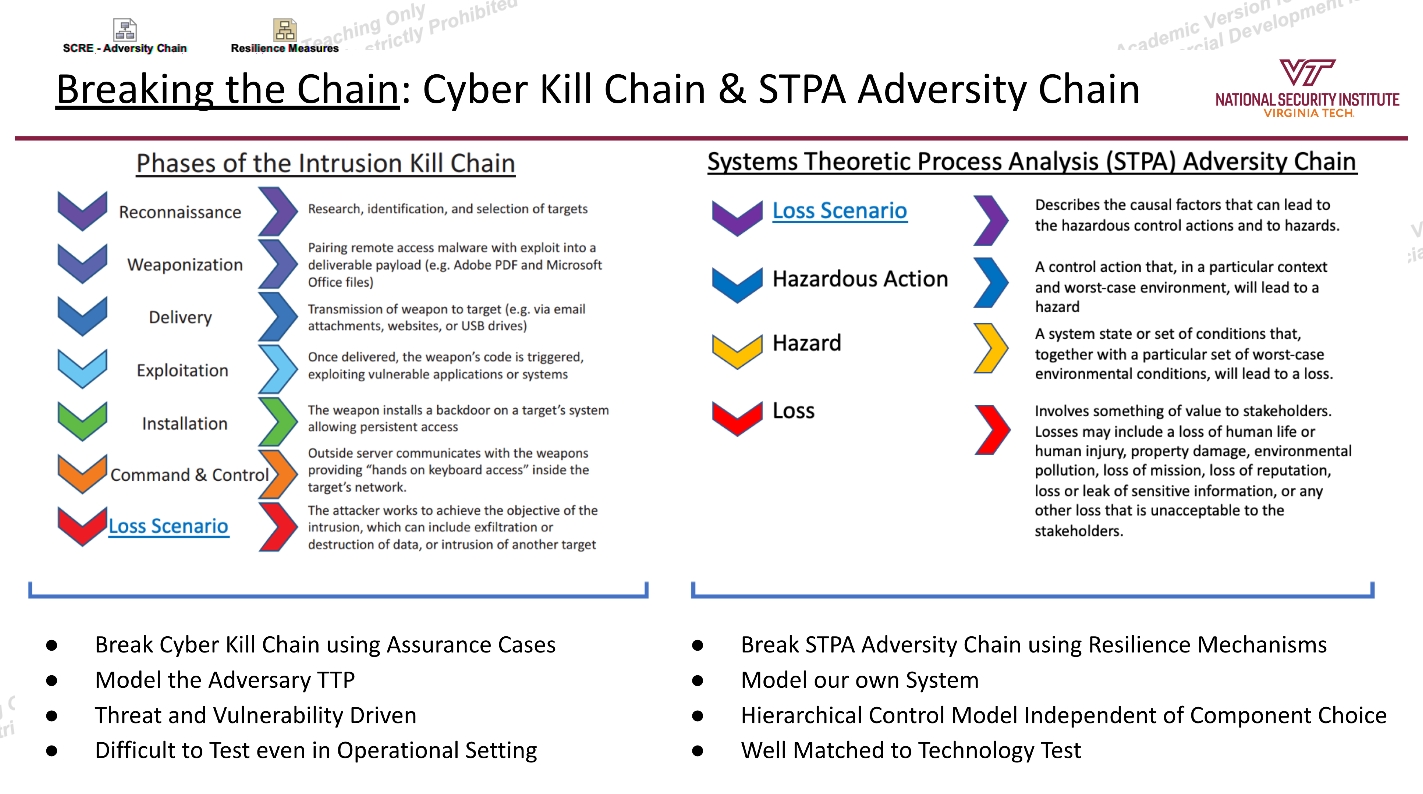 Teaching Only
strictly Prohibited
Academic Version
cial Development
SCRE - Adversity Chain
Resilience Measures
Breaking the Chain: Cyber Kill Chain & STPA Adversity Chain
VT
NATIONAL SECURITY INSTITUTE
VIRGINIA TECH.
Phases of the Intrusion Kill Chain
Reconnaissance
Research, identification, and selection of targets
Weaponization
Pairing remote access malware with exploit into a
deliverable payload (e.g. Adobe PDF and Microsoft
Office files)
Delivery
Transmission of weapon to target (e.g. via email
attachments, websites, or USB drives)
Exploitation
Once delivered, the weapon's code is triggered,
exploiting vulnerable applications or systems
Installation
The weapon installs a backdoor on a target's system
allowing persistent access
Command & Control
Outside server communicates with the weapons
providing “hands on keyboard access” inside the
target's network.
Loss Scenario
The attacker works to achieve the objective of the
intrusion, which can include exfiltration or
destruction of data, or intrusion of another target
Systems Theoretic Process Analysis (STPA) Adversity Chain
Loss Scenario
Describes the causal factors that can lead to
the hazardous control actions and to hazards.
Hazardous Action
A control action that, in a particular context
and worst-case environment, will lead to a
hazard
Hazard
A system state or set of conditions that,
together with a particular set of worst-case
environmental conditions, will lead to a loss.
Loss
Involves something of value to stakeholders.
Losses may include a loss of human life or
human injury, property damage, environmental
pollution, loss of mission, loss of reputation,
loss or leak of sensitive information, or any
other loss that is unacceptable to the
stakeholders.
● Break Cyber Kill Chain using Assurance Cases
● Model the Adversary TTP
● Threat and Vulnerability Driven
● Difficult to Test even in Operational Setting
● Break STPA Adversity Chain using Resilience Mechanisms
● Model our own System
● Hierarchical Control Model Independent of Component Choice
● Well Matched to Technology Test